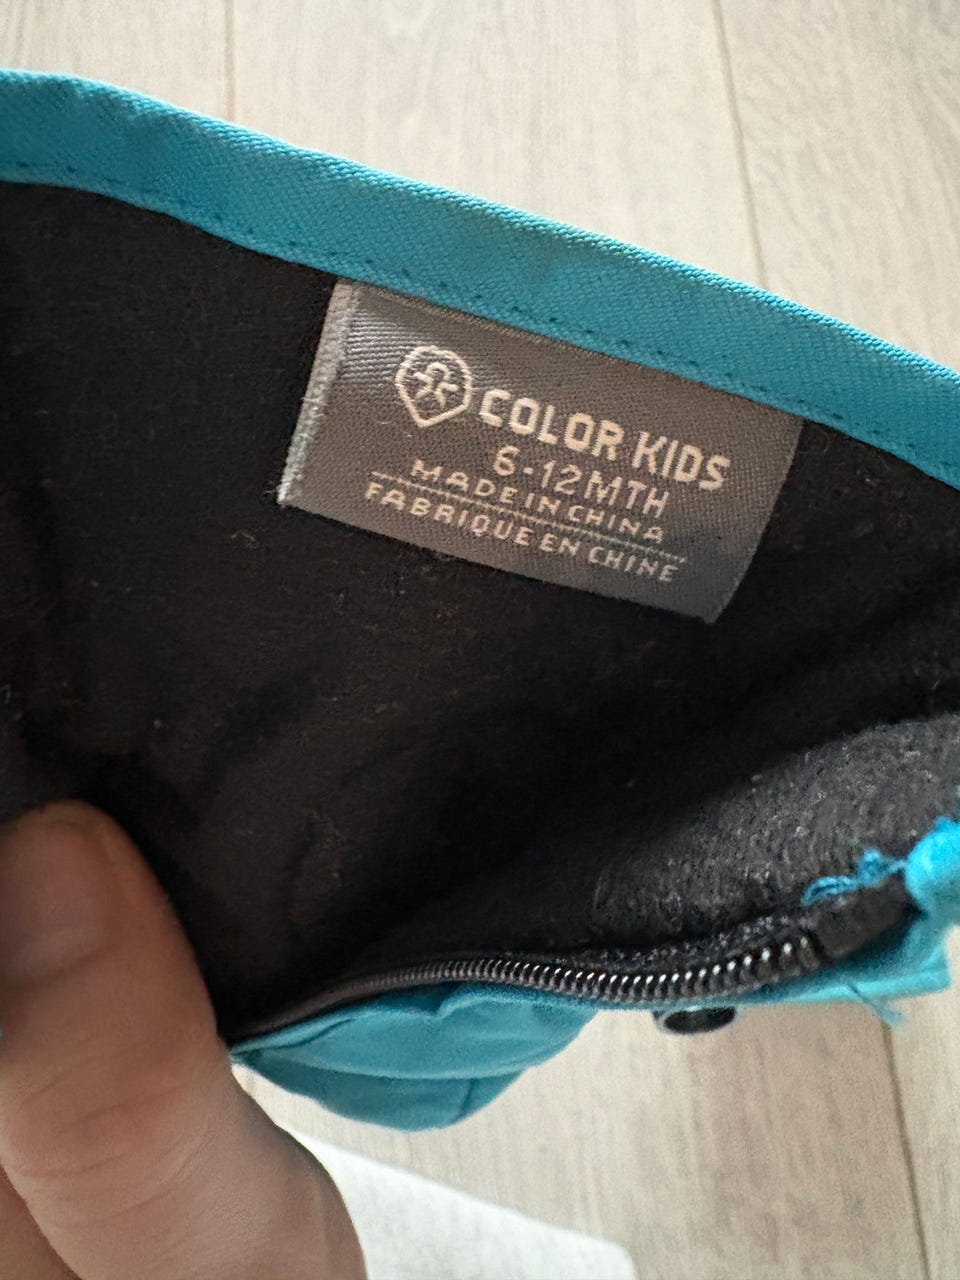 COLOR KIDS
6-12MTH
MADE IN CHINA
FABRIQUE EN CHINE